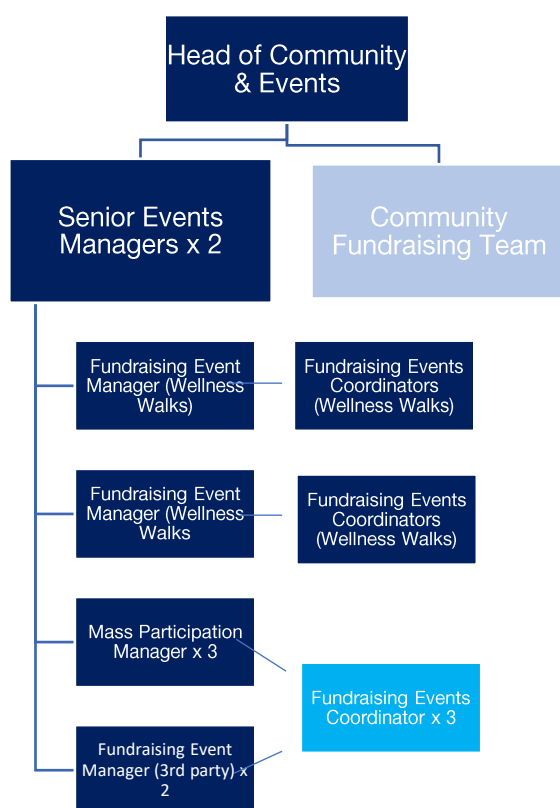 Head of Community
& Events
Senior Events
Managers x 2
Community
Fundraising Team
Fundraising Event
Manager (Wellness
Walks)
Fundraising Events
Coordinators
(Wellness Walks)
Fundraising Event
Manager (Wellness
Walks
Fundraising Events
Coordinators
(Wellness Walks)
Mass Participation
Manager x 3
Fundraising Events
Coordinator x 3
Fundraising Event
Manager (3rd party) x
2